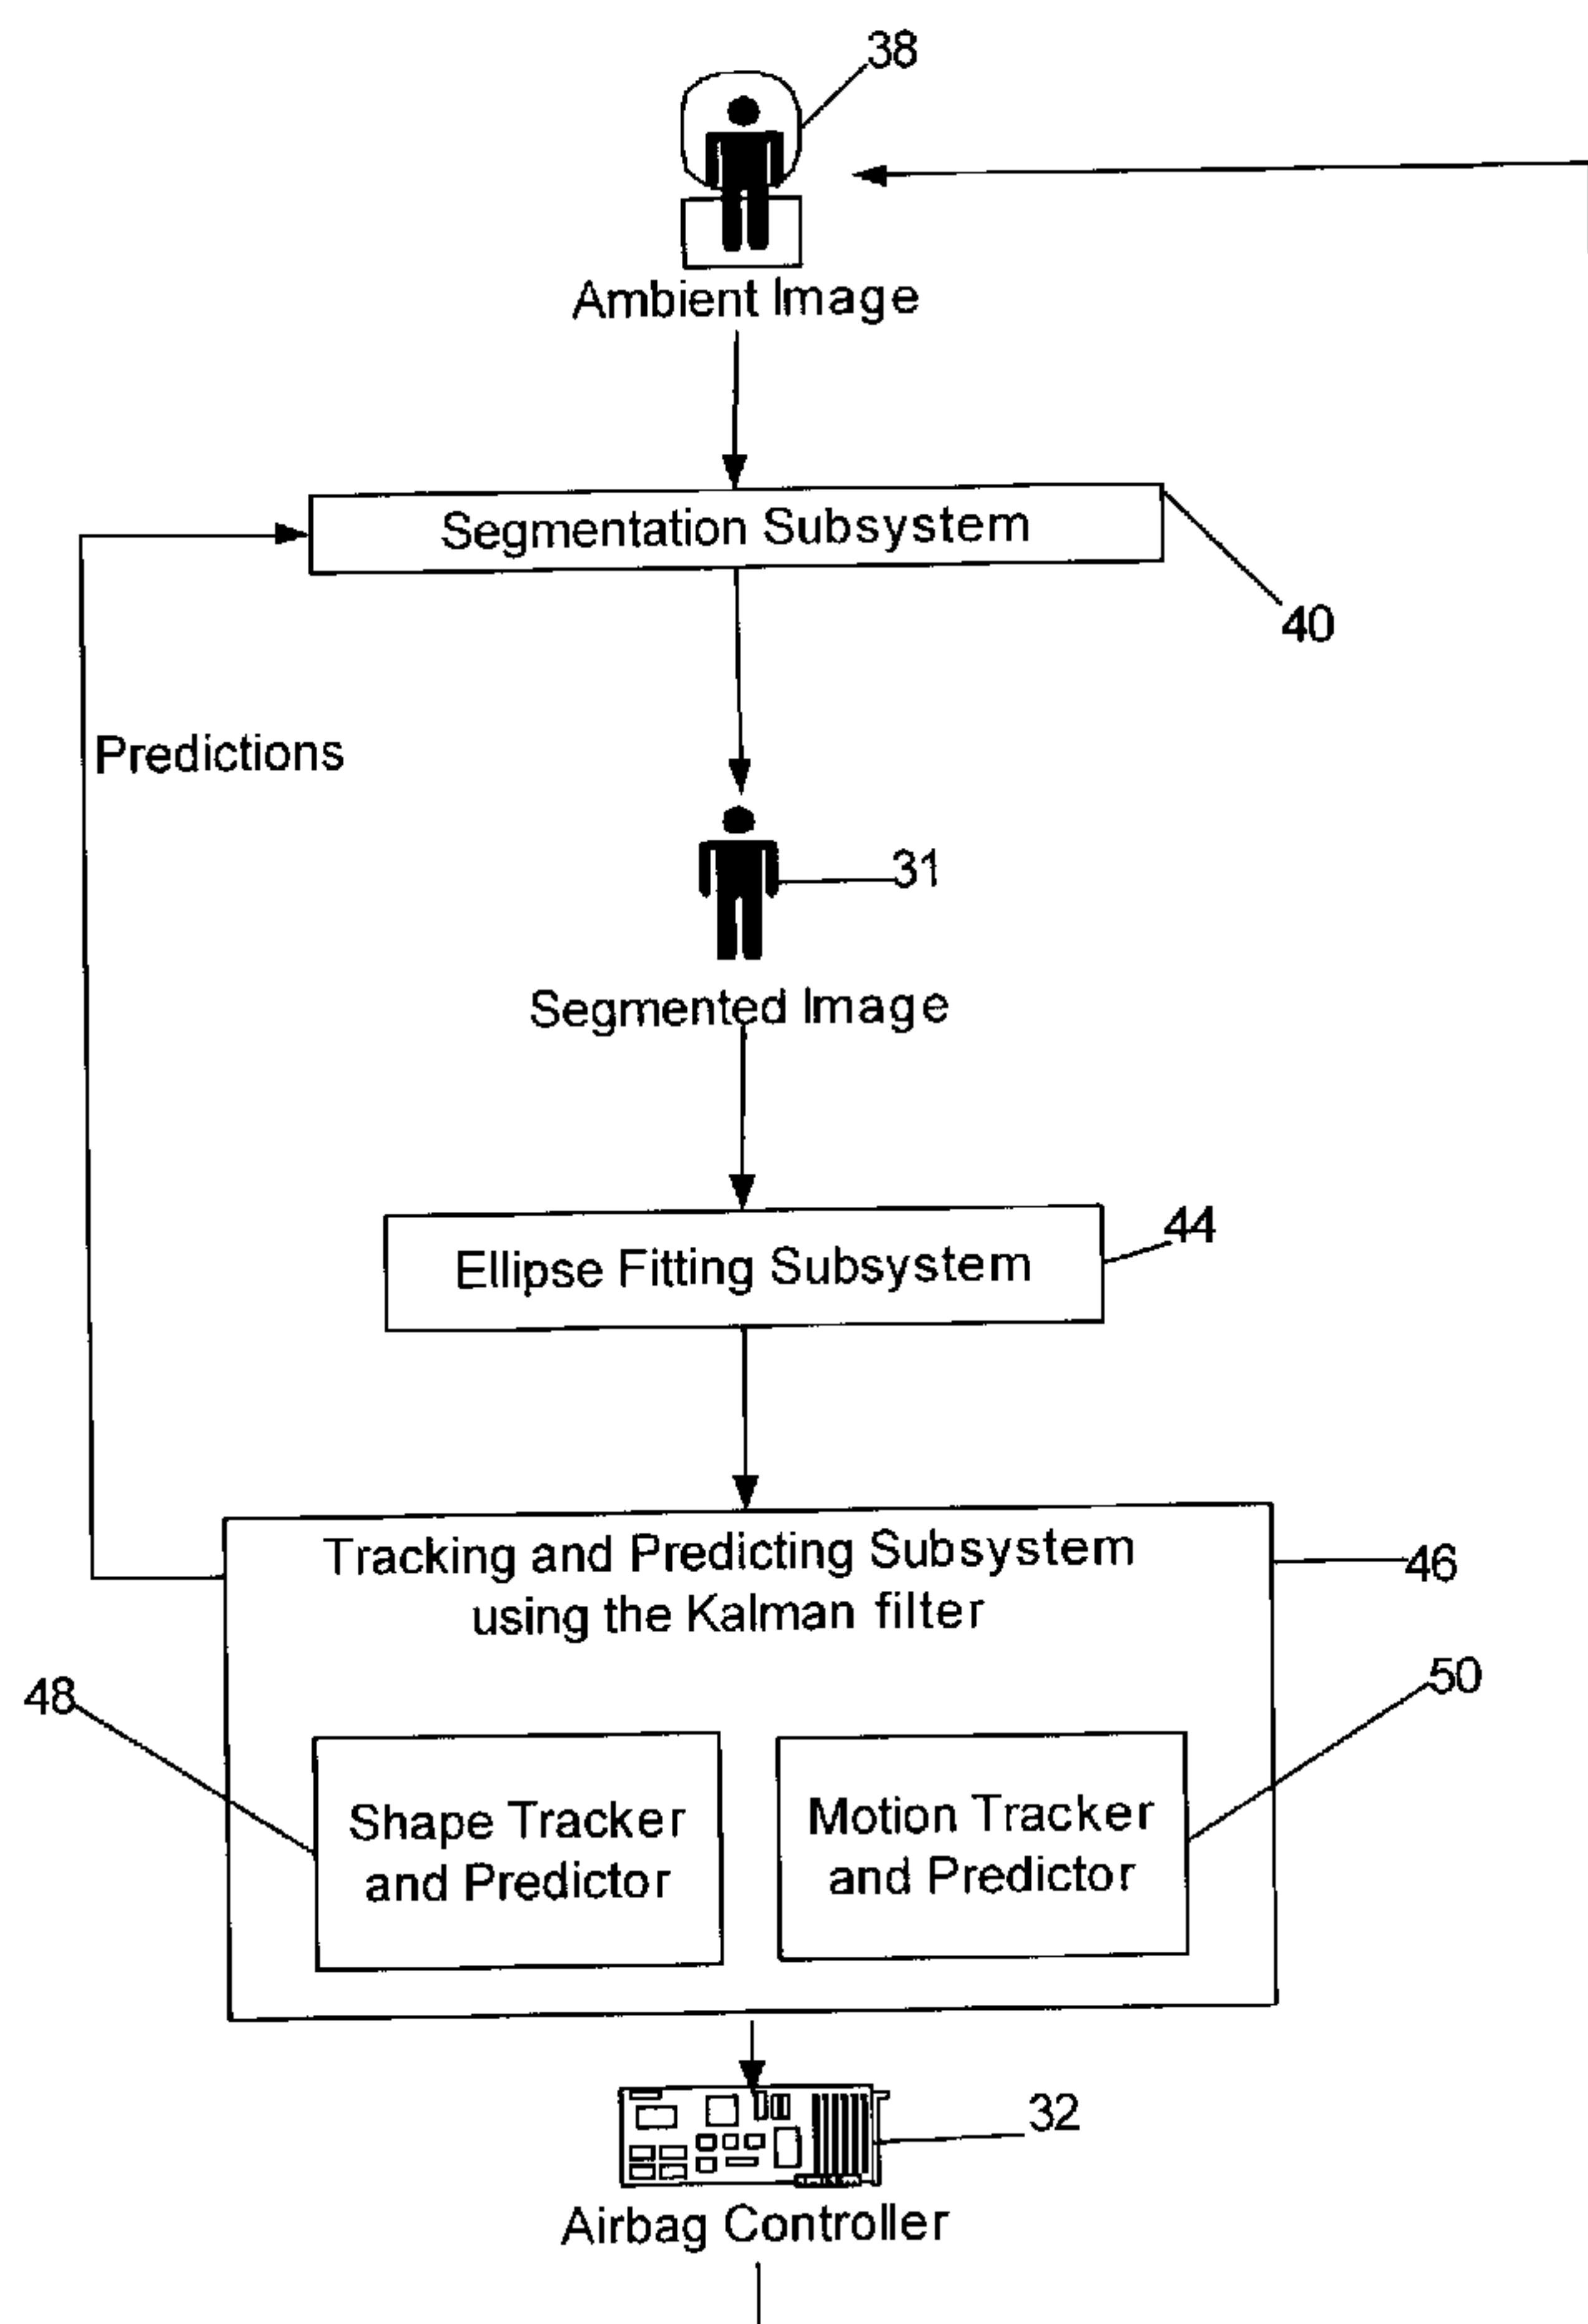 38
Ambient Image
Segmentation Subsystem
40
Predictions
31
Segmented Image
44
Ellipse Fitting Subsystem
Tracking and Predicting Subsystem
using the Kalman filter
46
48
50
Shape Tracker
and Predictor
Motion Tracker
and Predictor
32
Airbag Controller